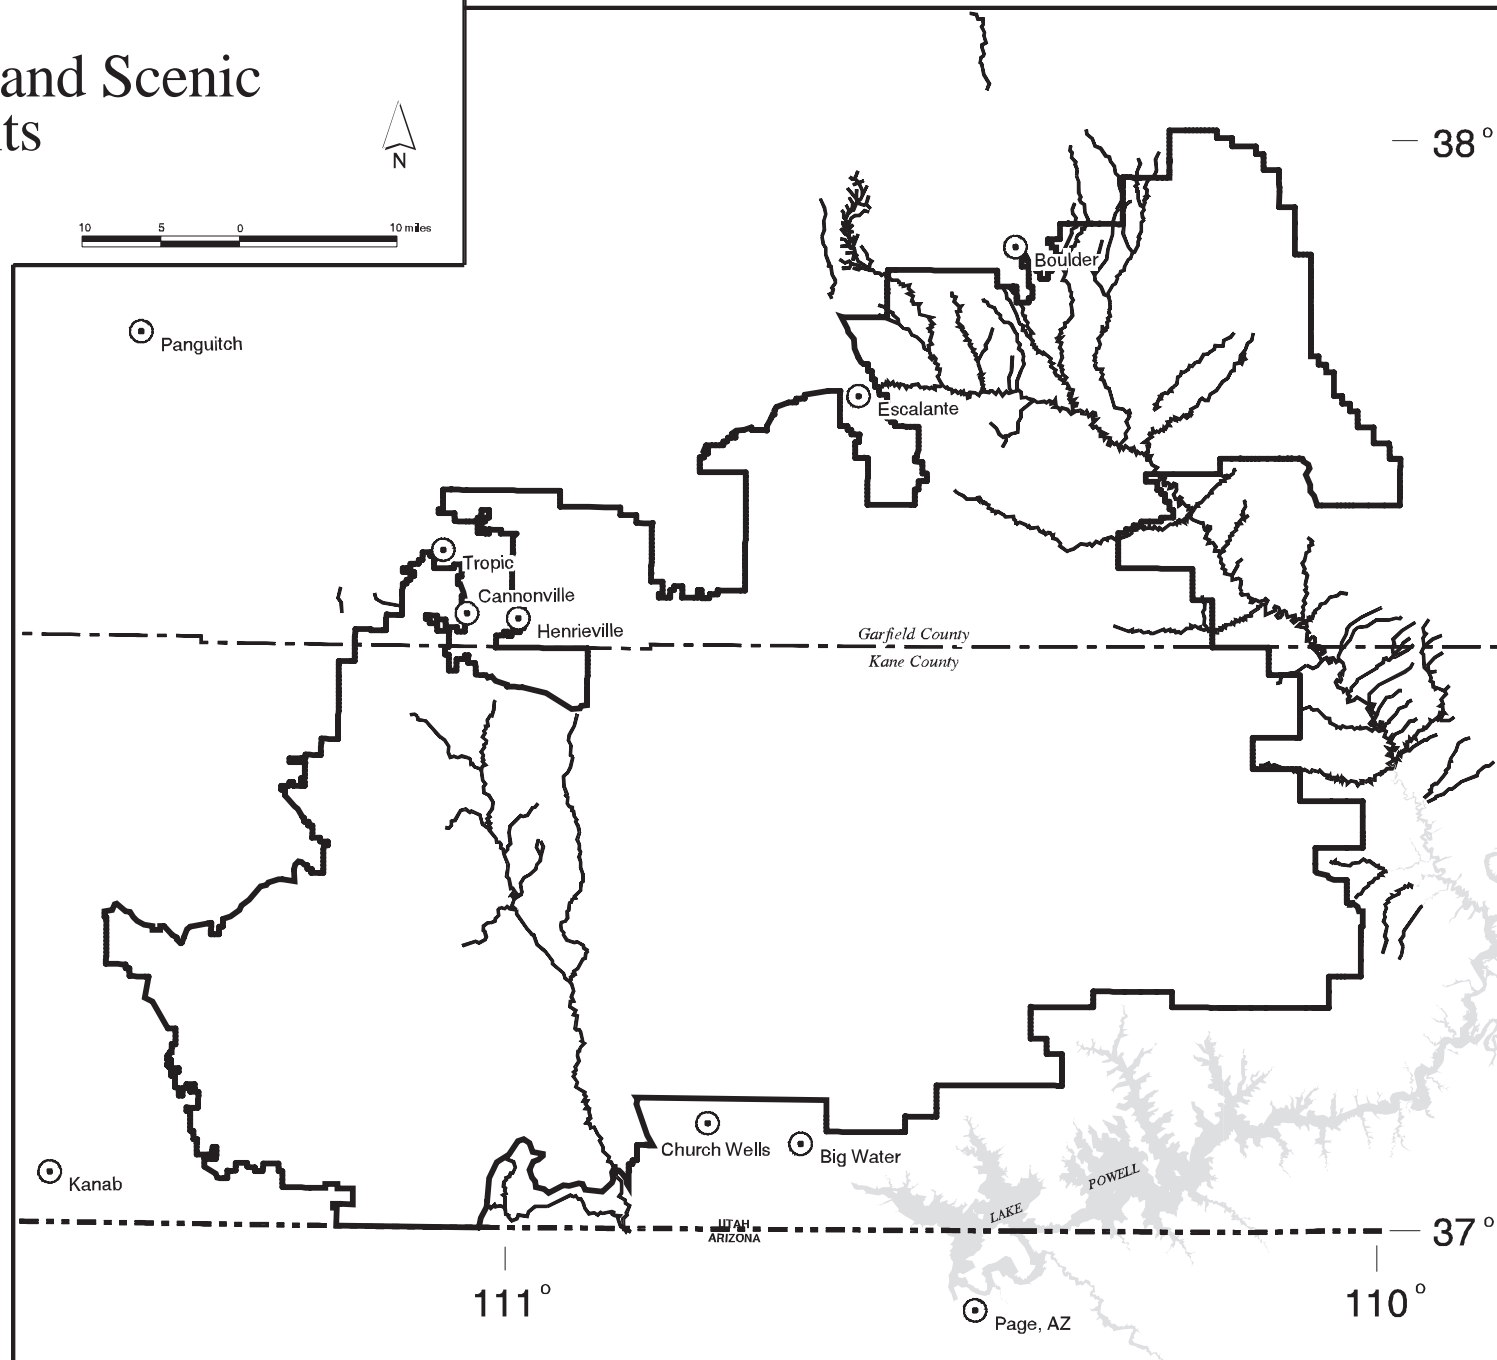 and Scenic
ts
N
10 5 0 10 miles
38°
Boulder
Panguitch
Escalante
Tropic
Cannonville
Henrieville
Garfield County
Kane County
Church Wells
Big Water
Kanab
LAKE POWELL
UTAH
ARIZONA
37°
111° 110°
Page, AZ